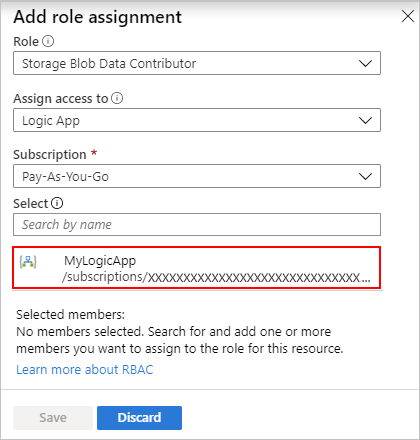 Add role assignment
Role
Storage Blob Data Contributor
Assign access to
Logic App
Subscription *
Pay-As-You-Go
Select
Search by name
MyLogicApp
/subscriptions/XXXXXXXXXXXXXXXXXXXXXXXXXXXXXX...
Selected members:
No members selected. Search for and add one or more
members you want to assign to the role for this resource.
Learn more about RBAC
Save
Discard